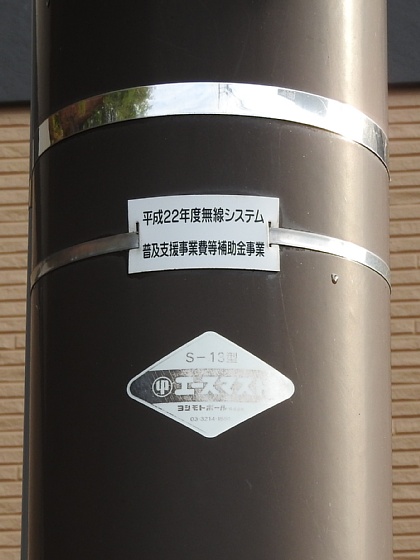 平成22年度無線システム
普及支援事業費等補助金事業
S-13型
エースマスト
ヨシモトポール